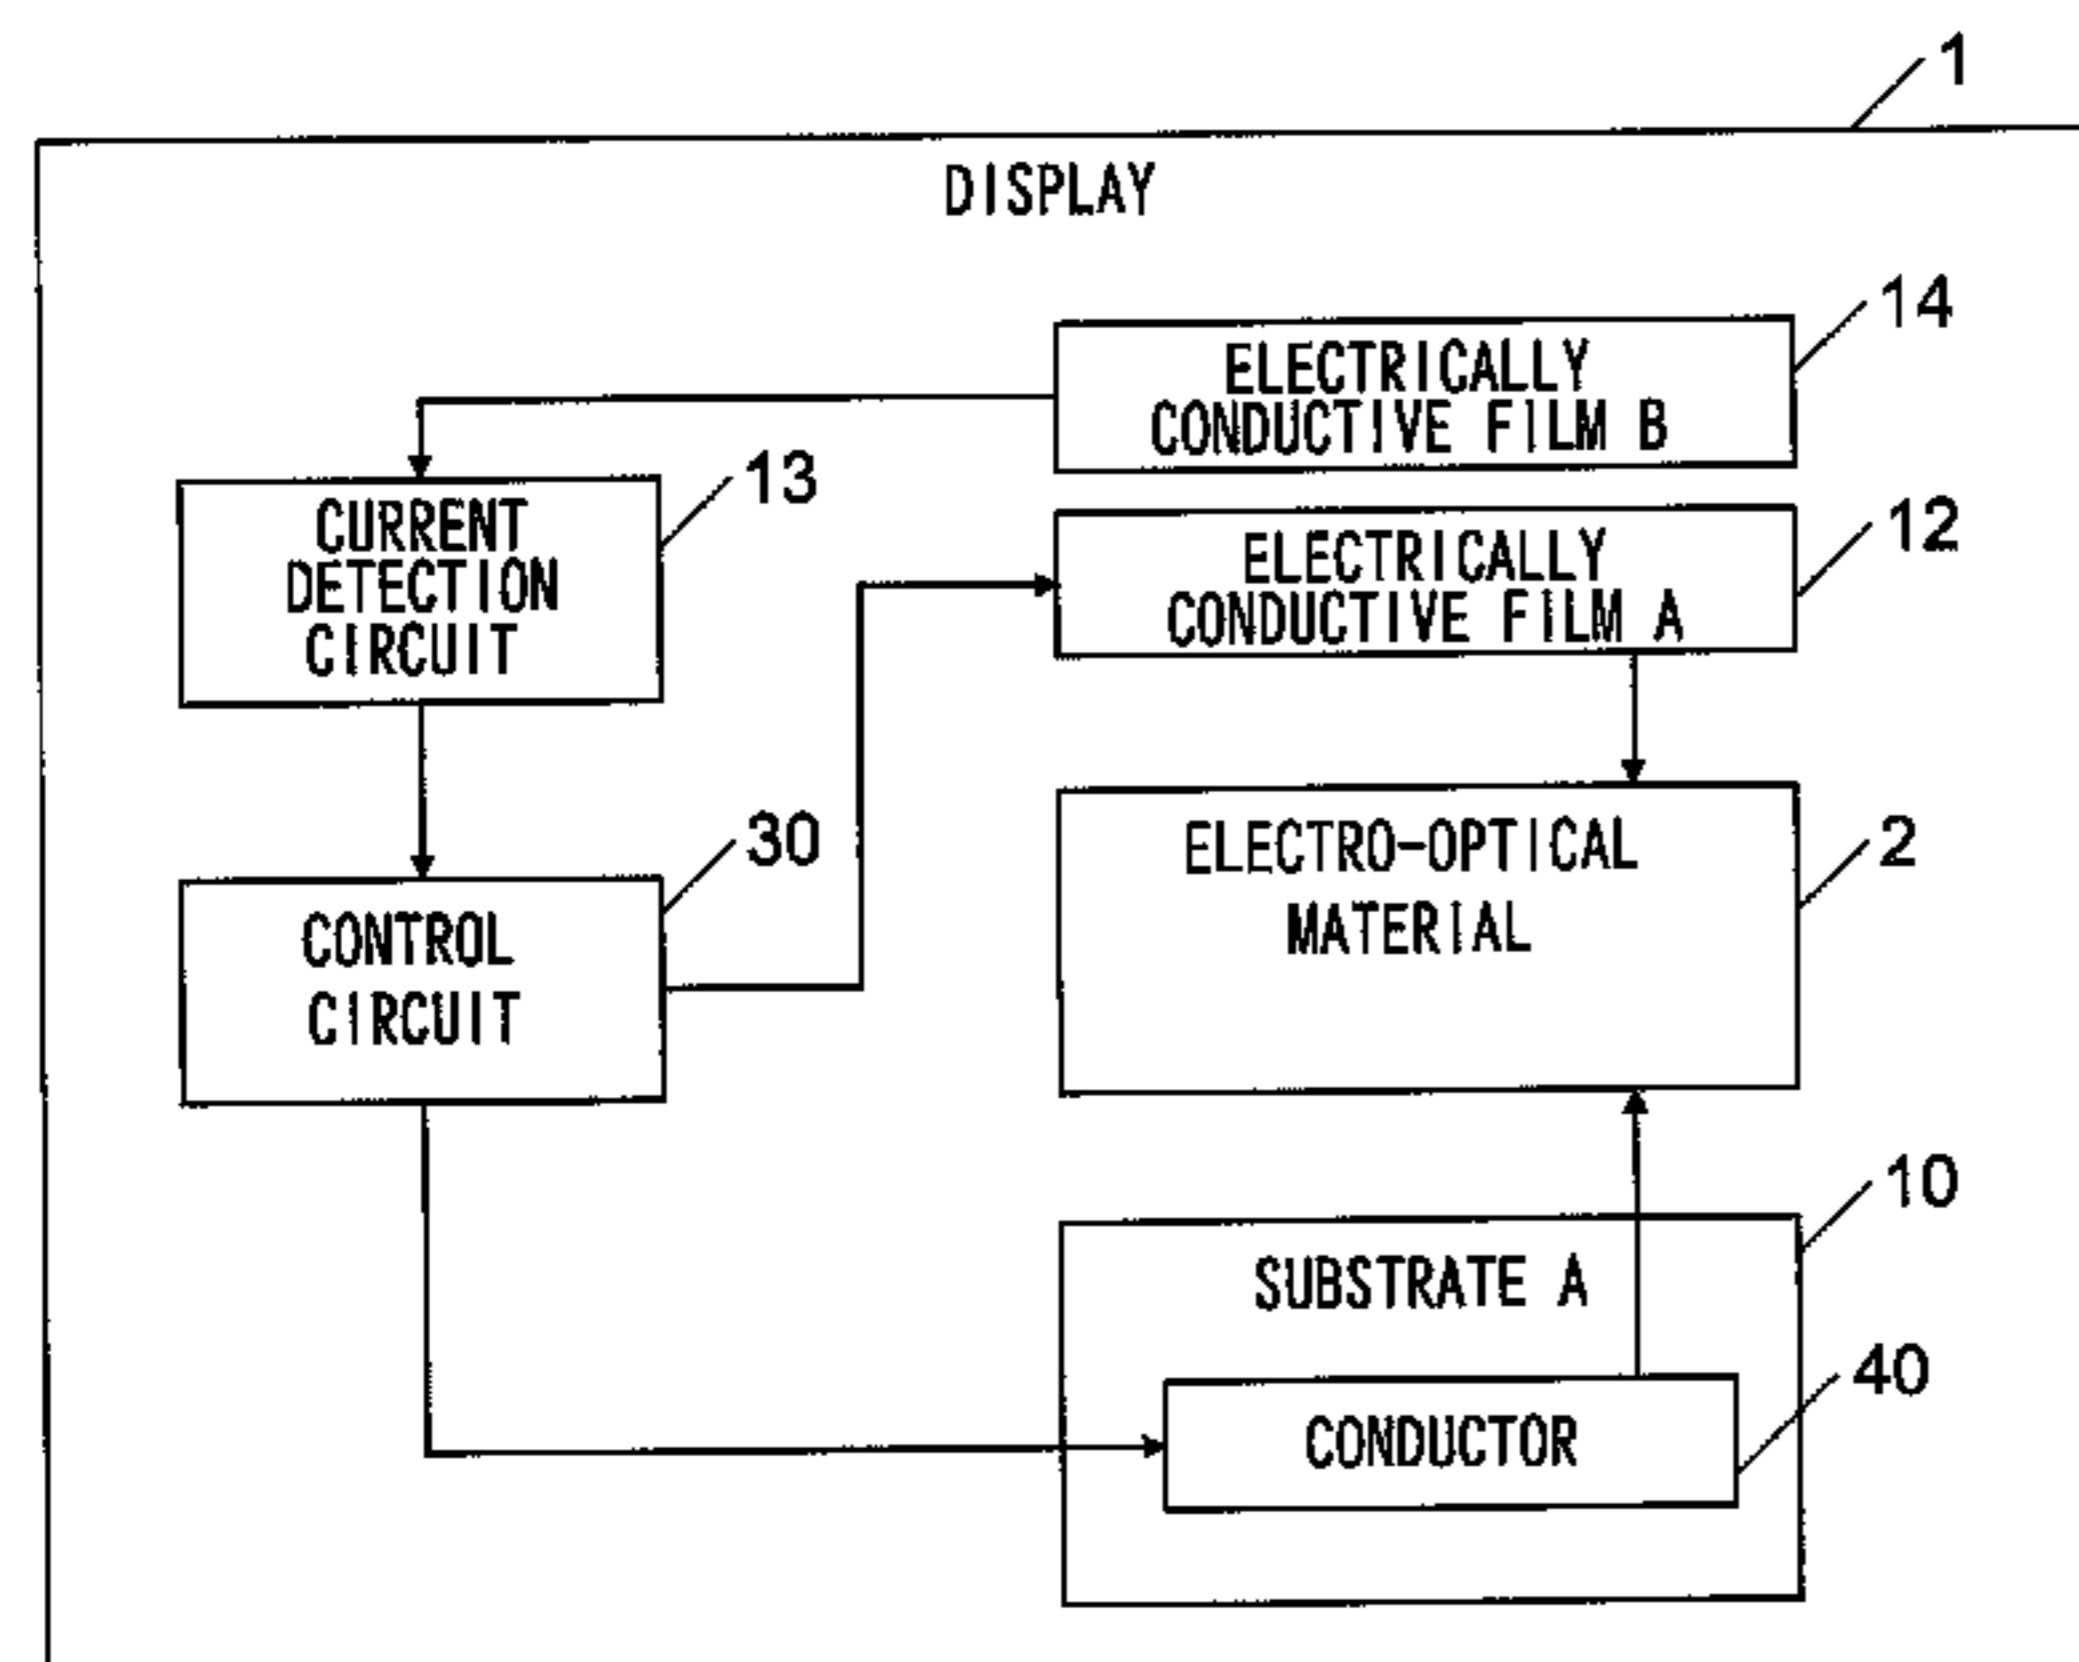 1
DISPLAY
14
ELECTRICALLY
CONDUCTIVE FILM B
13
CURRENT
DETECTION
CIRCUIT
12
ELECTRICALLY
CONDUCTIVE FILM A
30
CONTROL
CIRCUIT
2
ELECTRO-OPTICAL
MATERIAL
10
SUBSTRATE A
40
CONDUCTOR